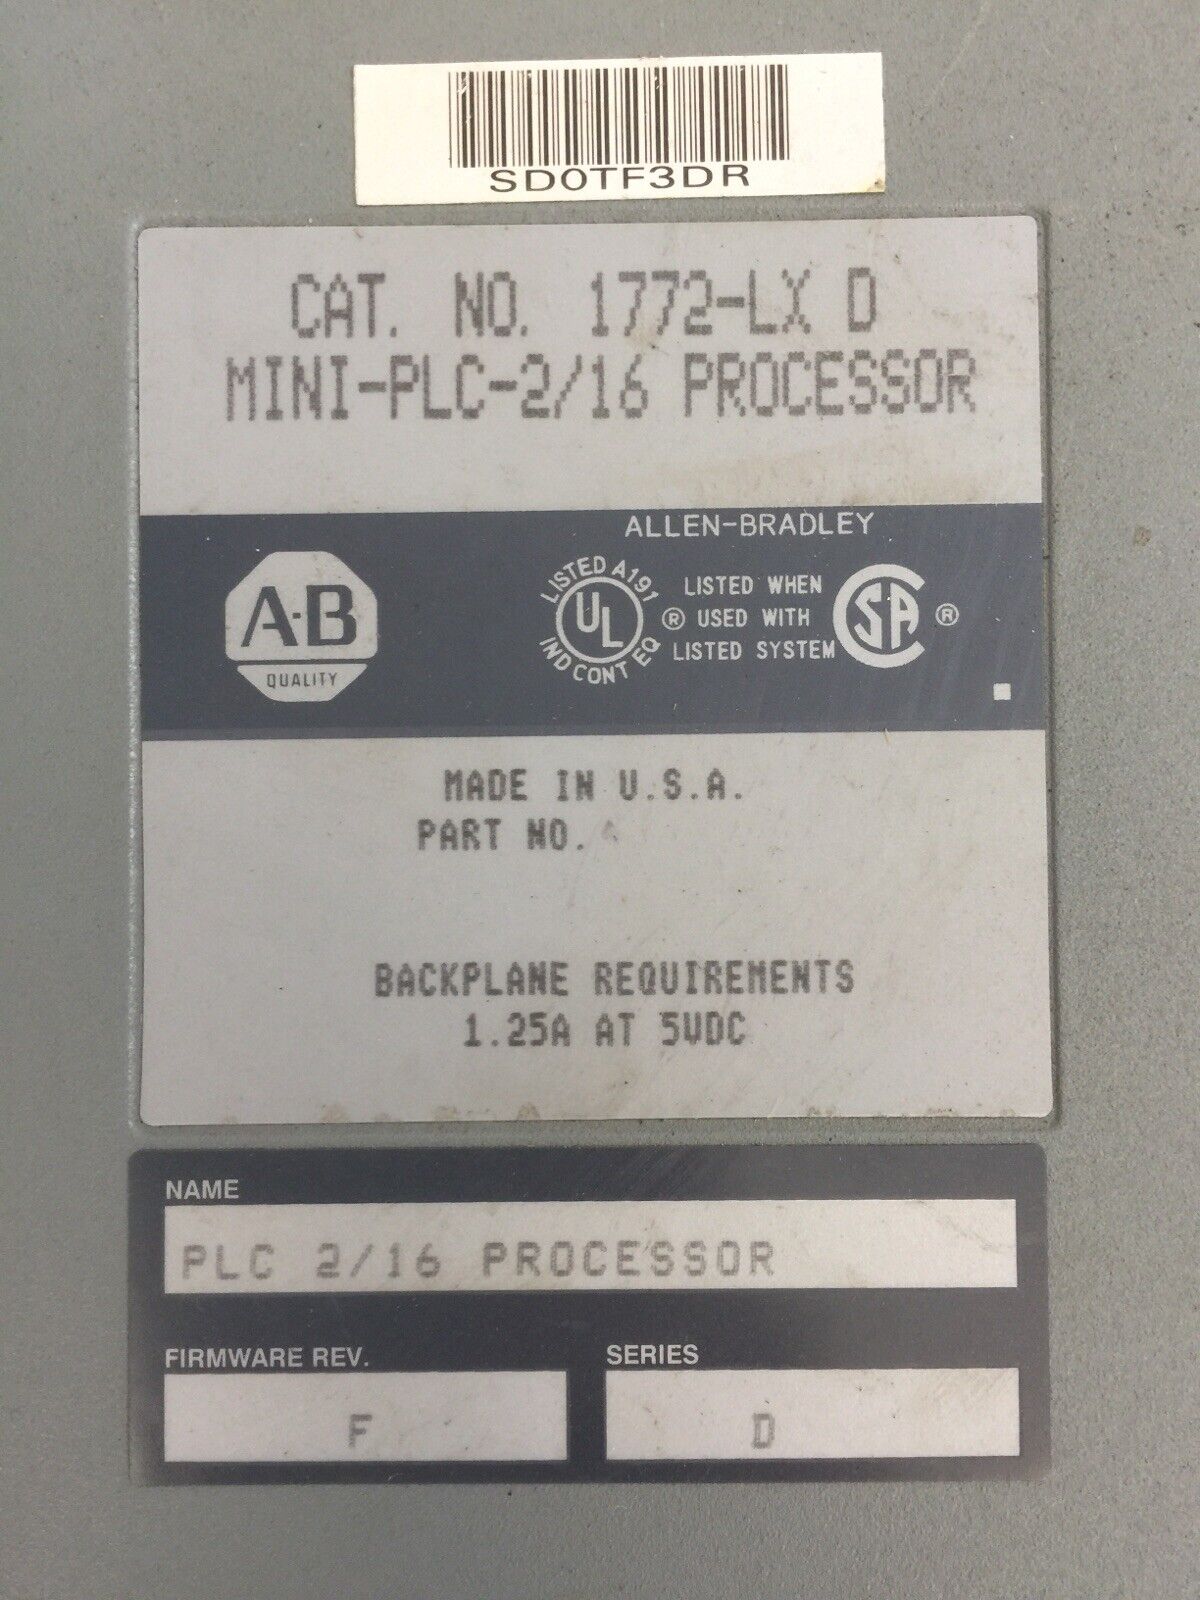 SD0TF3DR
CAT. NO. 1772-LX D
MINI-PLC-2/16 PROCESSOR
ALLEN-BRADLEY
A-B
QUALITY
LISTED A191
UL
IND CONT EQ
®
LISTED WHEN
USED WITH
LISTED SYSTEM
SA
®
MADE IN U.S.A.
PART NO.
BACKPLANE REQUIREMENTS
1.25A AT 5VDC
NAME
PLC 2/16 PROCESSOR
FIRMWARE REV.
SERIES
F
D